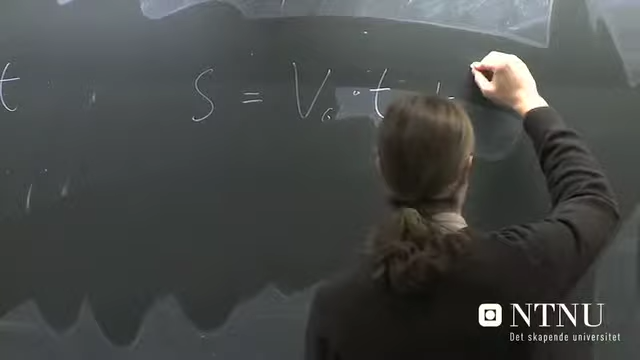 t
S = V₀ · t +
NTNU
Det skapende universitet